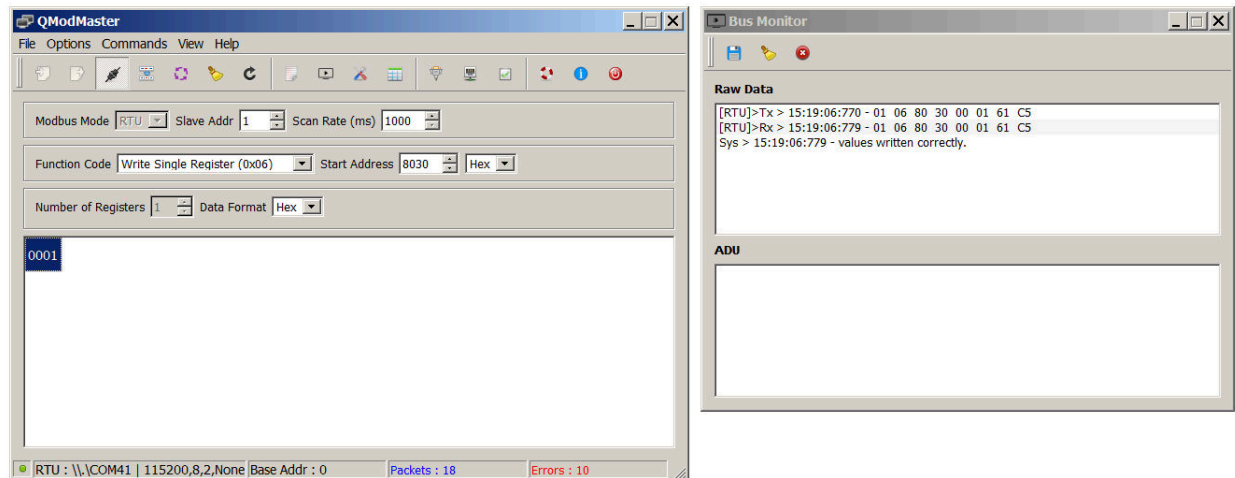 QModMaster
File Options Commands View Help
Modbus Mode RTU Slave Addr 1 Scan Rate (ms) 1000
Function Code Write Single Register (0x06) Start Address 8030 Hex
Number of Registers 1 Data Format Hex
0001
RTU : \\.\COM41 | 115200,8,2,None Base Addr : 0 Packets : 18 Errors : 10
Bus Monitor
Raw Data
[RTU]>Tx > 15:19:06:770 - 01 06 80 30 00 01 61 C5
[RTU]>Rx > 15:19:06:779 - 01 06 80 30 00 01 61 C5
Sys > 15:19:06:779 - values written correctly.
ADU